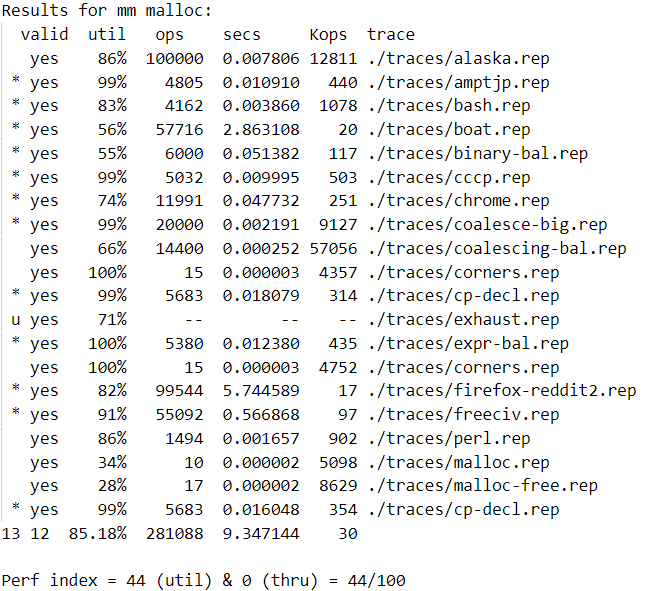 Results for mm malloc:
  valid  util   ops    secs     Kops  trace
   yes    86%  100000  0.007806 12811 ./traces/alaska.rep
 * yes    99%    4805  0.010910   440 ./traces/amptjp.rep
 * yes    83%    4162  0.003860  1078 ./traces/bash.rep
 * yes    56%   57716  2.863108    20 ./traces/boat.rep
 * yes    55%    6000  0.051382   117 ./traces/binary-bal.rep
 * yes    99%    5032  0.009995   503 ./traces/cccp.rep
 * yes    74%   11991  0.047732   251 ./traces/chrome.rep
 * yes    99%   20000  0.002191  9127 ./traces/coalesce-big.rep
   yes    66%   14400  0.000252 57056 ./traces/coalescing-bal.rep
   yes   100%      15  0.000003  4357 ./traces/corners.rep
 * yes    99%    5683  0.018079   314 ./traces/cp-decl.rep
 u yes    71%      --        --    -- ./traces/exhaust.rep
 * yes   100%    5380  0.012380   435 ./traces/expr-bal.rep
   yes   100%      15  0.000003  4752 ./traces/corners.rep
 * yes    82%   99544  5.744589    17 ./traces/firefox-reddit2.rep
 * yes    91%   55092  0.566868    97 ./traces/freeciv.rep
   yes    86%    1494  0.001657   902 ./traces/perl.rep
   yes    34%      10  0.000002  5098 ./traces/malloc.rep
   yes    28%      17  0.000002  8629 ./traces/malloc-free.rep
 * yes    99%    5683  0.016048   354 ./traces/cp-decl.rep
13 12  85.18%  281088  9.347144    30

Perf index = 44 (util) & 0 (thru) = 44/100